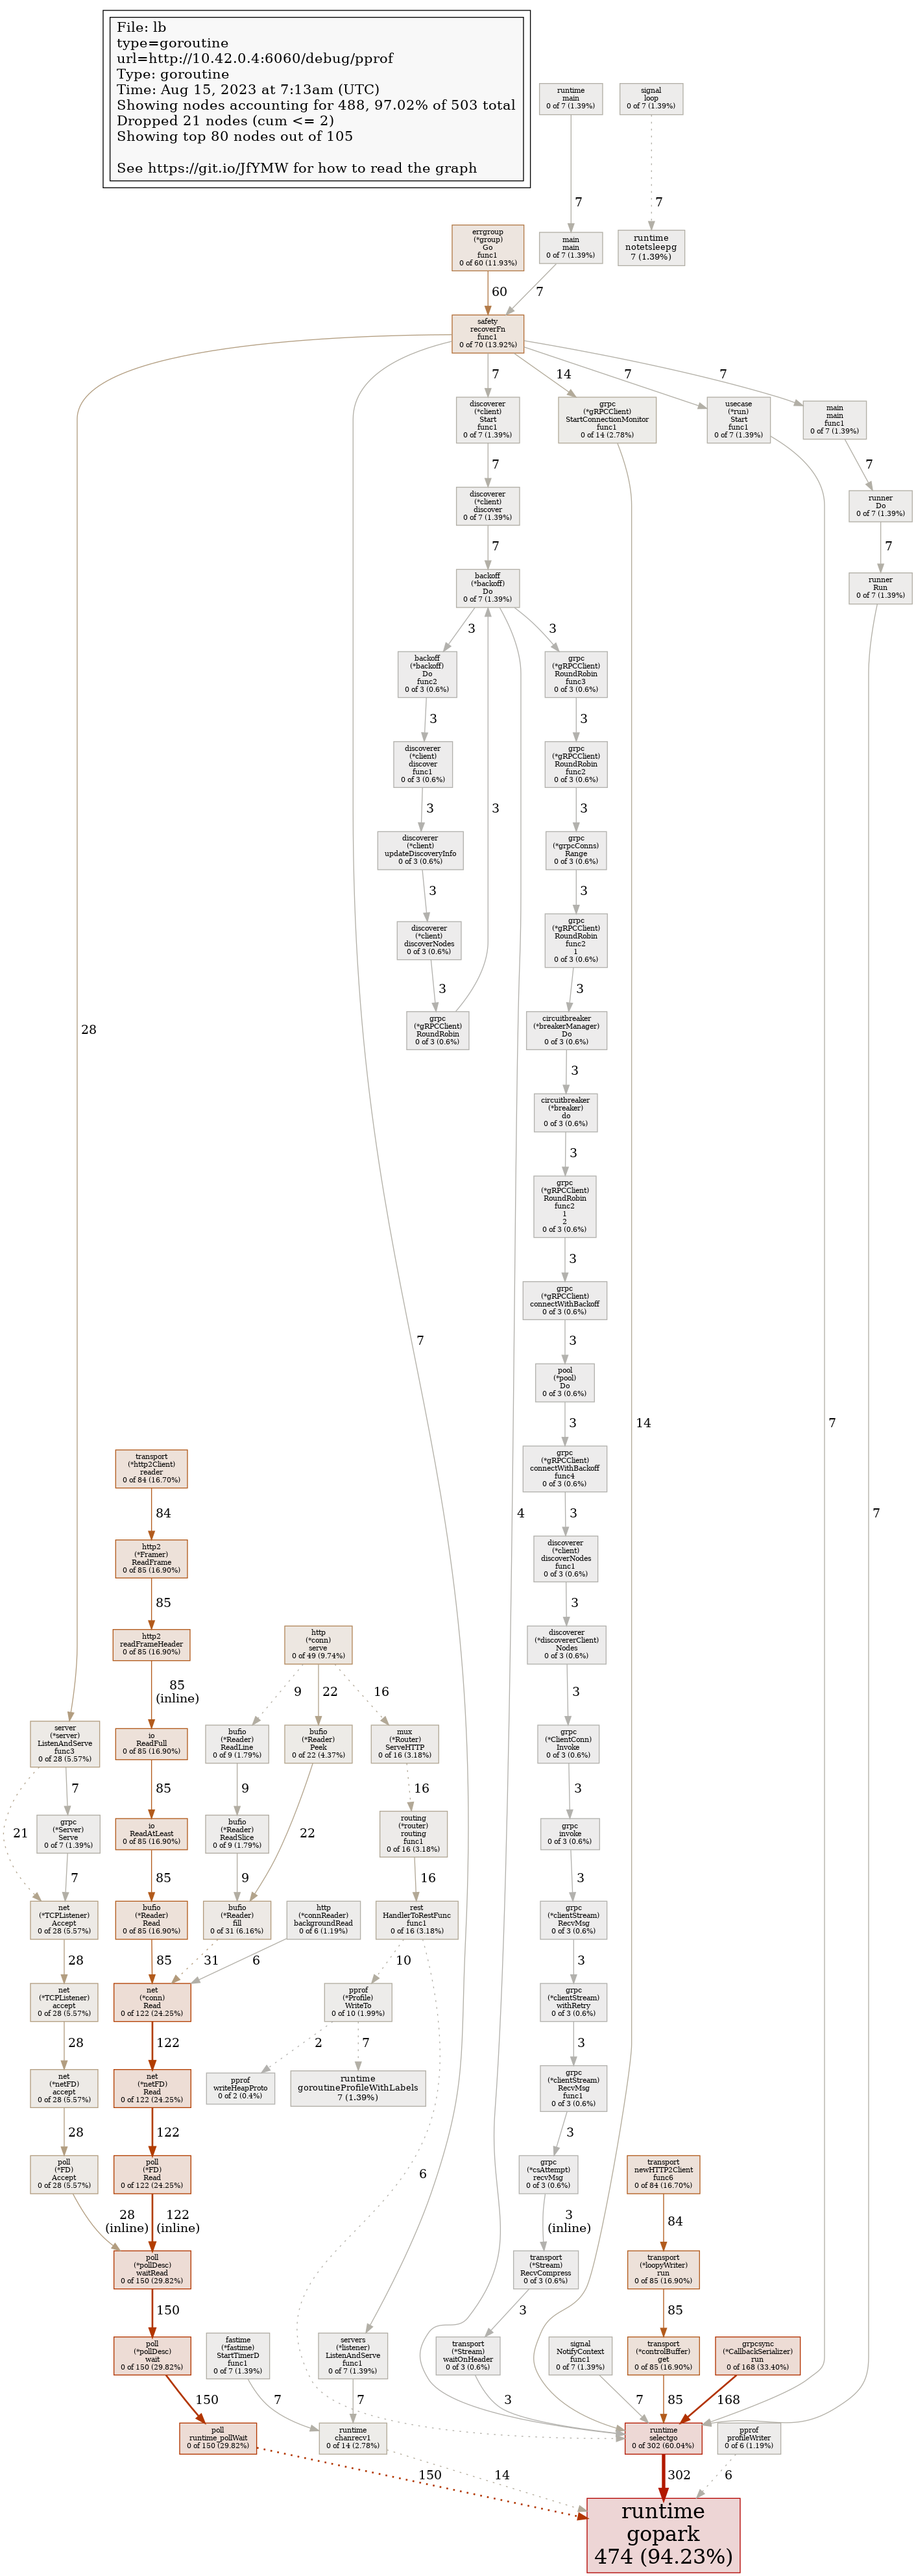 File: lb
type=goroutine
url=http://10.42.0.4:6060/debug/pprof
Type: goroutine
Time: Aug 15, 2023 at 7:13am (UTC)
Showing nodes accounting for 488, 97.02% of 503 total
Dropped 21 nodes (cum <= 2)
Showing top 80 nodes out of 105
See https://git.io/JfYMW for how to read the graph
runtime
main
0 of 7 (1.39%)
signal
loop
0 of 7 (1.39%)
7
7
errgroup
(*group)
Go
func1
0 of 60 (11.93%)
main
main
0 of 7 (1.39%)
runtime
notetsleepg
7 (1.39%)
60
7
safety
recoverFn
func1
0 of 70 (13.92%)
7
14
7
7
discoverer
(*client)
Start
func1
0 of 7 (1.39%)
grpc
(*gRPCClient)
StartConnectionMonitor
func1
0 of 14 (2.78%)
usecase
(*run)
Start
func1
0 of 7 (1.39%)
main
main
func1
0 of 7 (1.39%)
7
7
discoverer
(*client)
discover
0 of 7 (1.39%)
runner
Do
0 of 7 (1.39%)
7
7
backoff
(*backoff)
Do
0 of 7 (1.39%)
runner
Run
0 of 7 (1.39%)
3
3
backoff
(*backoff)
Do
func2
0 of 3 (0.6%)
grpc
(*gRPCClient)
RoundRobin
func3
0 of 3 (0.6%)
3
3
discoverer
(*client)
discover
func1
0 of 3 (0.6%)
grpc
(*gRPCClient)
RoundRobin
func2
0 of 3 (0.6%)
3
3
3
discoverer
(*client)
updateDiscoveryInfo
0 of 3 (0.6%)
grpc
(*grpcConns)
Range
0 of 3 (0.6%)
3
3
discoverer
(*client)
discoverNodes
0 of 3 (0.6%)
grpc
(*gRPCClient)
RoundRobin
func2
1
0 of 3 (0.6%)
3
3
grpc
(*gRPCClient)
RoundRobin
0 of 3 (0.6%)
circuitbreaker
(*breakerManager)
Do
0 of 3 (0.6%)
28
3
circuitbreaker
(*breaker)
do
0 of 3 (0.6%)
3
grpc
(*gRPCClient)
RoundRobin
func2
1
2
0 of 3 (0.6%)
3
grpc
(*gRPCClient)
connectWithBackoff
0 of 3 (0.6%)
7
3
pool
(*pool)
Do
0 of 3 (0.6%)
3
14
7
grpc
(*gRPCClient)
connectWithBackoff
func4
0 of 3 (0.6%)
transport
(*http2Client)
reader
0 of 84 (16.70%)
84
4
3
7
http2
(*Framer)
ReadFrame
0 of 85 (16.90%)
discoverer
(*client)
discoverNodes
func1
0 of 3 (0.6%)
85
3
http2
readFrameHeader
0 of 85 (16.90%)
http
(*conn)
serve
0 of 49 (9.74%)
discoverer
(*discovererClient)
Nodes
0 of 3 (0.6%)
85
(inline)
9
22
16
3
server
(*server)
ListenAndServe
func3
0 of 28 (5.57%)
io
ReadFull
0 of 85 (16.90%)
bufio
(*Reader)
ReadLine
0 of 9 (1.79%)
bufio
(*Reader)
Peek
0 of 22 (4.37%)
mux
(*Router)
ServeHTTP
0 of 16 (3.18%)
grpc
(*ClientConn)
Invoke
0 of 3 (0.6%)
7
85
9
16
3
21
grpc
(*Server)
Serve
0 of 7 (1.39%)
io
ReadAtLeast
0 of 85 (16.90%)
bufio
(*Reader)
ReadSlice
0 of 9 (1.79%)
22
routing
(*router)
routing
func1
0 of 16 (3.18%)
grpc
invoke
0 of 3 (0.6%)
7
85
9
16
3
net
(*TCPListener)
Accept
0 of 28 (5.57%)
bufio
(*Reader)
Read
0 of 85 (16.90%)
bufio
(*Reader)
fill
0 of 31 (6.16%)
http
(*connReader)
backgroundRead
0 of 6 (1.19%)
rest
HandlerToRestFunc
func1
0 of 16 (3.18%)
grpc
(*clientStream)
RecvMsg
0 of 3 (0.6%)
28
85
31
6
10
3
net
(*TCPListener)
accept
0 of 28 (5.57%)
net
(*conn)
Read
0 of 122 (24.25%)
pprof
(*Profile)
WriteTo
0 of 10 (1.99%)
grpc
(*clientStream)
withRetry
0 of 3 (0.6%)
28
122
2
7
3
net
(*netFD)
accept
0 of 28 (5.57%)
net
(*netFD)
Read
0 of 122 (24.25%)
pprof
writeHeapProto
0 of 2 (0.4%)
runtime
goroutineProfileWithLabels
7 (1.39%)
grpc
(*clientStream)
RecvMsg
func1
0 of 3 (0.6%)
28
122
3
poll
(*FD)
Accept
0 of 28 (5.57%)
poll
(*FD)
Read
0 of 122 (24.25%)
6
grpc
(*csAttempt)
recvMsg
0 of 3 (0.6%)
transport
newHTTP2Client
func6
0 of 84 (16.70%)
28
(inline)
122
(inline)
3
(inline)
84
poll
(*pollDesc)
waitRead
0 of 150 (29.82%)
transport
(*Stream)
RecvCompress
0 of 3 (0.6%)
transport
(*loopyWriter)
run
0 of 85 (16.90%)
150
3
85
poll
(*pollDesc)
wait
0 of 150 (29.82%)
fastime
(*fastime)
StartTimerD
func1
0 of 7 (1.39%)
servers
(*listener)
ListenAndServe
func1
0 of 7 (1.39%)
transport
(*Stream)
waitOnHeader
0 of 3 (0.6%)
signal
NotifyContext
func1
0 of 7 (1.39%)
transport
(*controlBuffer)
get
0 of 85 (16.90%)
grpcsync
(*CallbackSerializer)
run
0 of 168 (33.40%)
150
7
7
3
7
85
168
poll
runtime_pollWait
0 of 150 (29.82%)
runtime
chanrecv1
0 of 14 (2.78%)
runtime
selectgo
0 of 302 (60.04%)
pprof
profileWriter
0 of 6 (1.19%)
150
14
302
6
runtime
gopark
474 (94.23%)